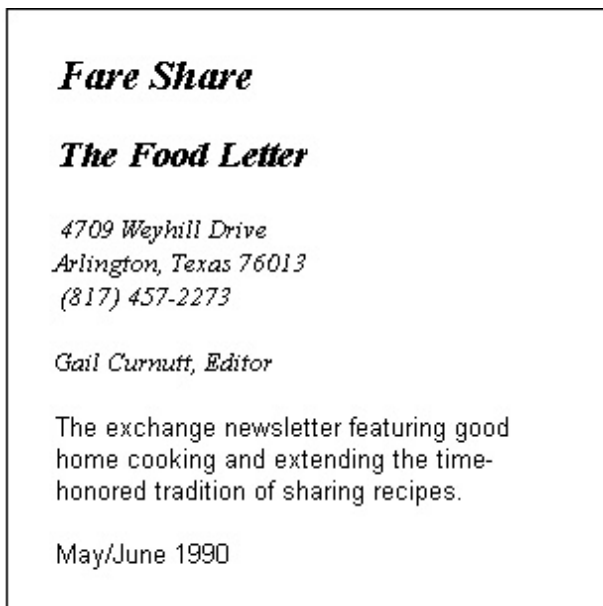 Fare Share
The Food Letter
4709 Weyhill Drive
Arlington, Texas 76013
(817) 457-2273
Gail Curnutt, Editor
The exchange newsletter featuring good
home cooking and extending the time-
honored tradition of sharing recipes.
May/June 1990